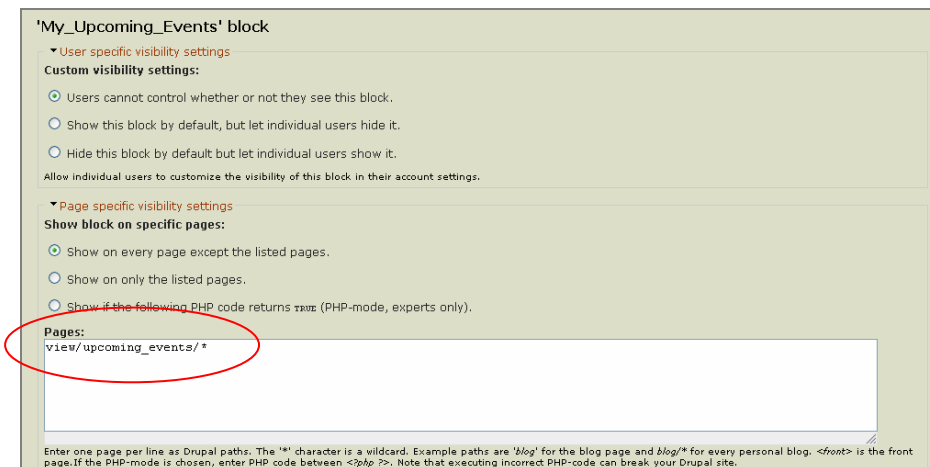 'My_Upcoming_Events' block
User specific visibility settings
Custom visibility settings:
Users cannot control whether or not they see this block.
Show this block by default, but let individual users hide it.
Hide this block by default but let individual users show it.
Allow individual users to customize the visibility of this block in their account settings.
Page specific visibility settings
Show block on specific pages:
Show on every page except the listed pages.
Show on only the listed pages.
Show if the following PHP code returns TRUE (PHP-mode, experts only).
Pages:
view/upcoming_events/*
Enter one page per line as Drupal paths. The '*' character is a wildcard. Example paths are 'blog' for the blog page and blog/* for every personal blog. <front> is the front
page.If the PHP-mode is chosen, enter PHP code between <?php ?>. Note that executing incorrect PHP-code can break your Drupal site.